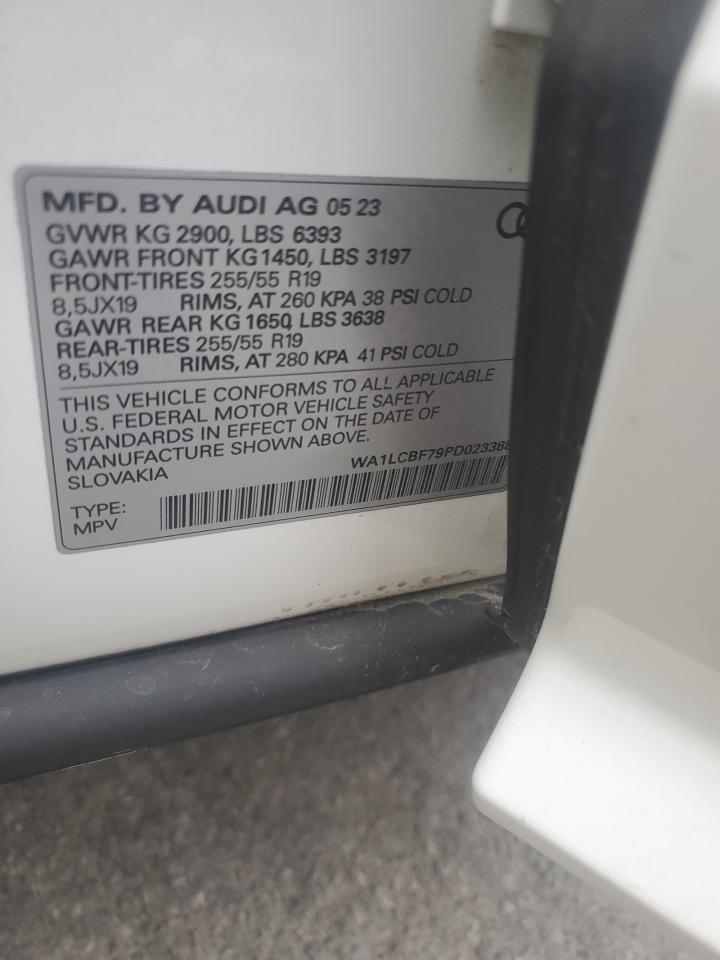 MFD. BY AUDI AG 05 23
GVWR KG 2900, LBS 6393
GAWR FRONT KG1450, LBS 3197
FRONT-TIRES 255/55 R19
8,5JX19 RIMS, AT 260 KPA 38 PSI COLD
GAWR REAR KG 1650, LBS 3638
REAR-TIRES 255/55 R19
8,5JX19 RIMS, AT 280 KPA 41 PSI COLD
THIS VEHICLE CONFORMS TO ALL APPLICABLE
U.S. FEDERAL MOTOR VEHICLE SAFETY
STANDARDS IN EFFECT ON THE DATE OF
MANUFACTURE SHOWN ABOVE.
SLOVAKIA
WA1LCBF79PD023388
TYPE:
MPV